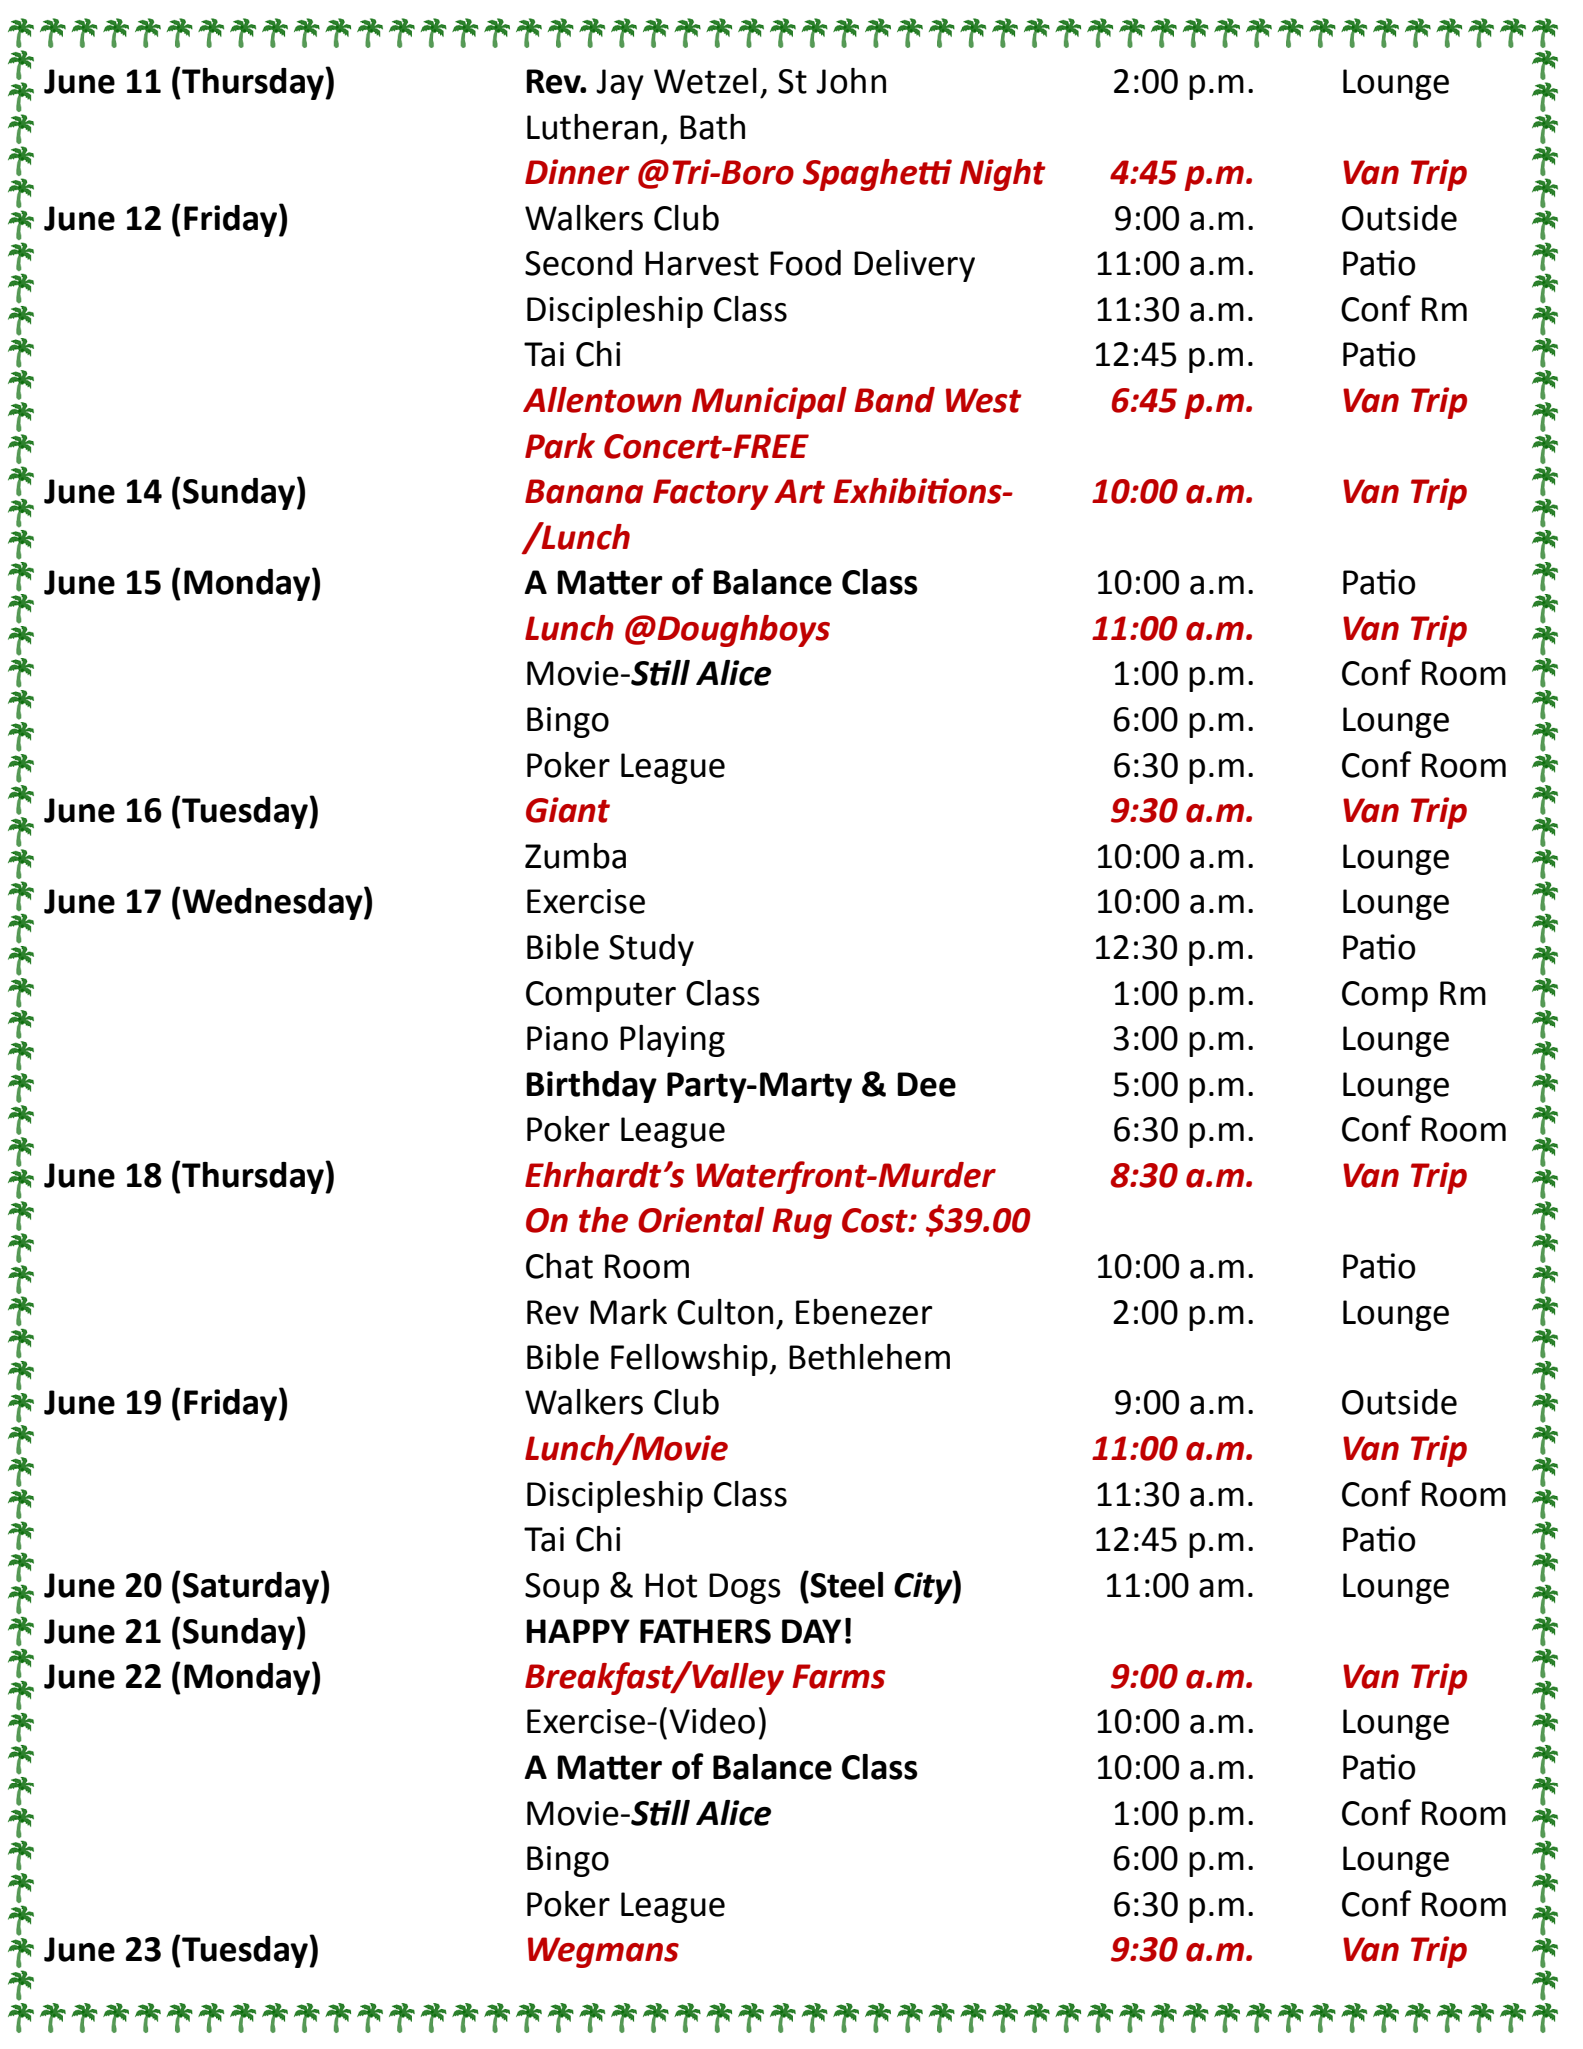 June 11 (Thursday) Rev. Jay Wetzel, St John 2:00 p.m. Lounge
Lutheran, Bath
Dinner @Tri-Boro Spaghetti Night 4:45 p.m. Van Trip
June 12 (Friday) Walkers Club 9:00 a.m. Outside
Second Harvest Food Delivery 11:00 a.m. Patio
Discipleship Class 11:30 a.m. Conf Rm
Tai Chi 12:45 p.m. Patio
Allentown Municipal Band West 6:45 p.m. Van Trip
Park Concert-FREE
June 14 (Sunday) Banana Factory Art Exhibitions- 10:00 a.m. Van Trip
/Lunch
June 15 (Monday) A Matter of Balance Class 10:00 a.m. Patio
Lunch @Doughboys 11:00 a.m. Van Trip
Movie-Still Alice 1:00 p.m. Conf Room
Bingo 6:00 p.m. Lounge
Poker League 6:30 p.m. Conf Room
June 16 (Tuesday) Giant 9:30 a.m. Van Trip
Zumba 10:00 a.m. Lounge
June 17 (Wednesday) Exercise 10:00 a.m. Lounge
Bible Study 12:30 p.m. Patio
Computer Class 1:00 p.m. Comp Rm
Piano Playing 3:00 p.m. Lounge
Birthday Party-Marty & Dee 5:00 p.m. Lounge
Poker League 6:30 p.m. Conf Room
June 18 (Thursday) Ehrhardt’s Waterfront-Murder 8:30 a.m. Van Trip
On the Oriental Rug Cost: $39.00
Chat Room 10:00 a.m. Patio
Rev Mark Culton, Ebenezer 2:00 p.m. Lounge
Bible Fellowship, Bethlehem
June 19 (Friday) Walkers Club 9:00 a.m. Outside
Lunch/Movie 11:00 a.m. Van Trip
Discipleship Class 11:30 a.m. Conf Room
Tai Chi 12:45 p.m. Patio
June 20 (Saturday) Soup & Hot Dogs (Steel City) 11:00 am. Lounge
June 21 (Sunday) HAPPY FATHERS DAY!
June 22 (Monday) Breakfast/Valley Farms 9:00 a.m. Van Trip
Exercise-(Video) 10:00 a.m. Lounge
A Matter of Balance Class 10:00 a.m. Patio
Movie-Still Alice 1:00 p.m. Conf Room
Bingo 6:00 p.m. Lounge
Poker League 6:30 p.m. Conf Room
June 23 (Tuesday) Wegmans 9:30 a.m. Van Trip